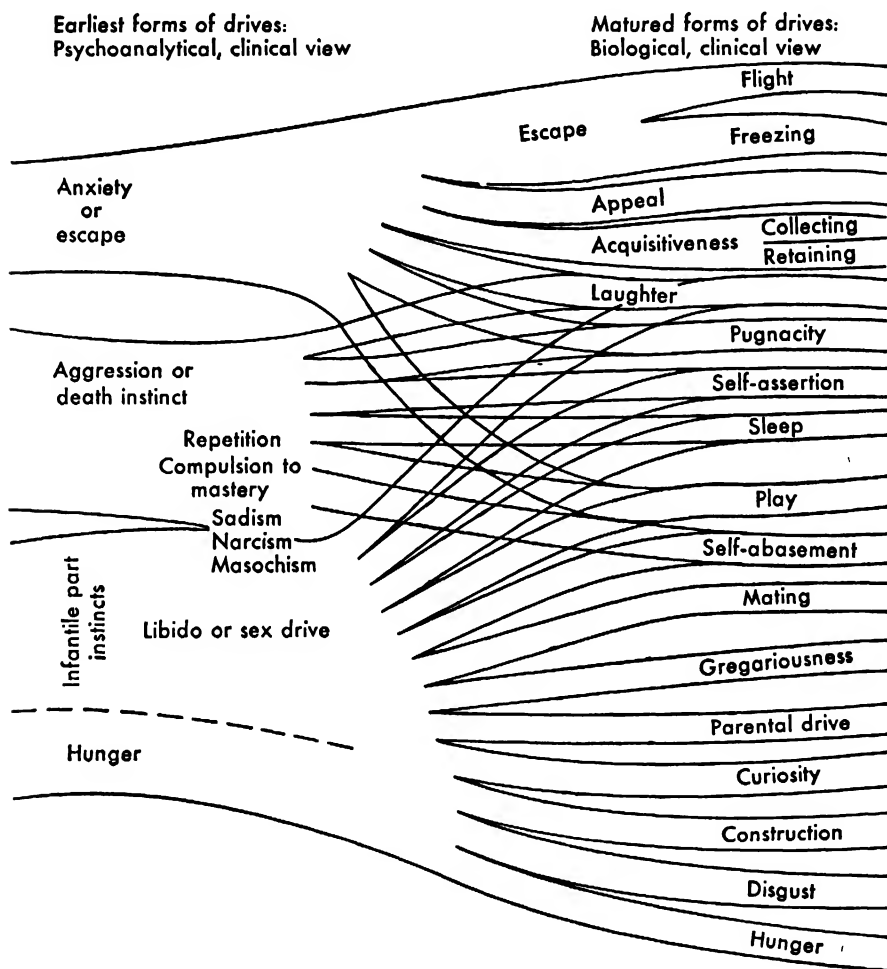 Earliest forms of drives:
Psychoanalytical, clinical view
Matured forms of drives:
Biological, clinical view
Anxiety
or
escape
Aggression or
death instinct
Repetition
Compulsion to
mastery
Sadism
Narcism
Masochism
Infantile part
instincts
Libido or sex drive
Hunger
Escape
Flight
Freezing
Appeal
Acquisitiveness
Collecting
Retaining
Laughter
Pugnacity
Self-assertion
Sleep
Play
Self-abasement
Mating
Gregariousness
Parental drive
Curiosity
Construction
Disgust
Hunger